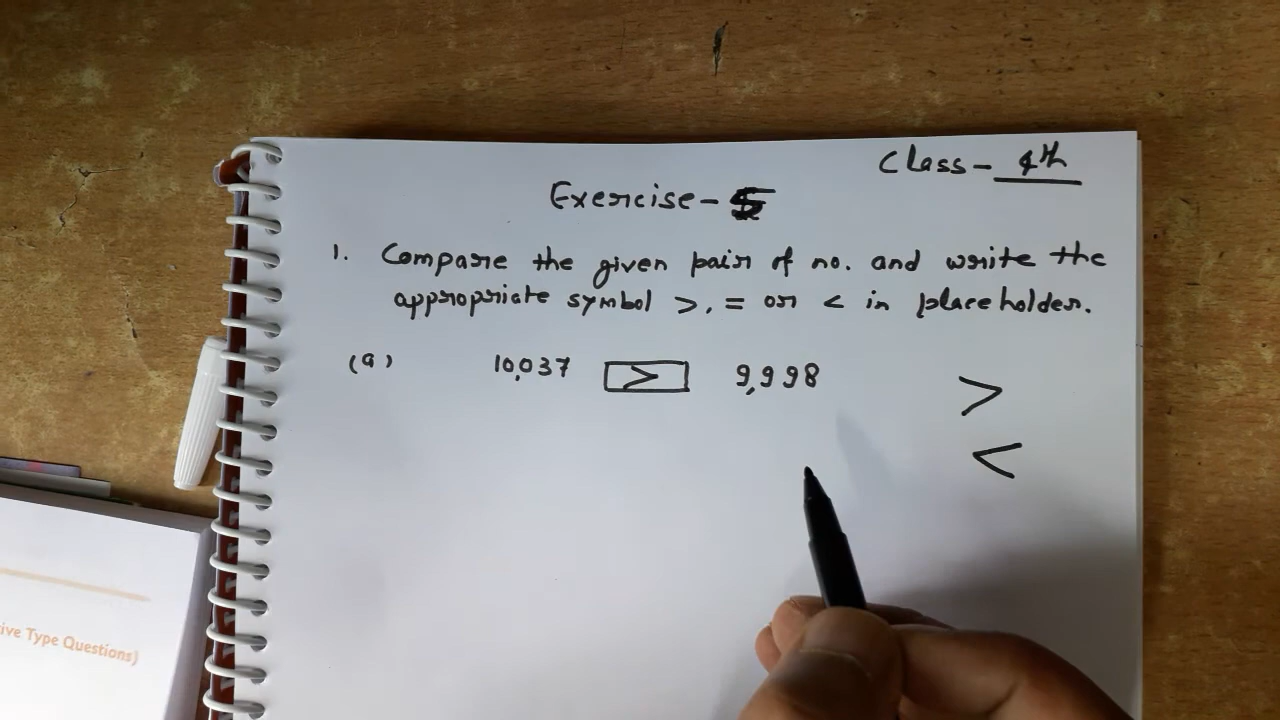 Class- 4th
Exercise-5
1. Compare the given pair of no. and write the
appropriate symbol >, = or < in placeholder.
(a) 10,037 > 9,998
>
<
ive Type Questions)